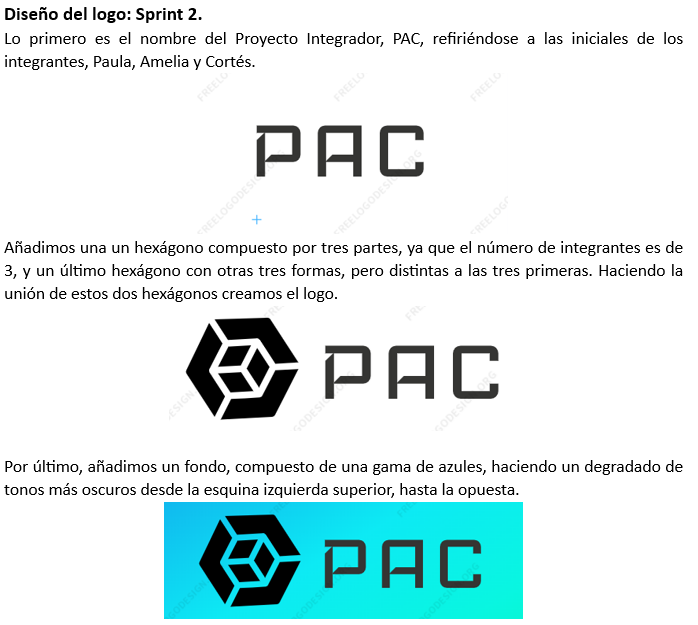 Diseño del logo: Sprint 2.
Lo primero es el nombre del Proyecto Integrador, PAC, refiriéndose a las iniciales de los
integrantes, Paula, Amelia y Cortés.
PAC
Añadimos una un hexágono compuesto por tres partes, ya que el número de integrantes es de
3, y un último hexágono con otras tres formas, pero distintas a las tres primeras. Haciendo la
unión de estos dos hexágonos creamos el logo.
PAC
Por último, añadimos un fondo, compuesto de una gama de azules, haciendo un degradado de
tonos más oscuros desde la esquina izquierda superior, hasta la opuesta.
PAC